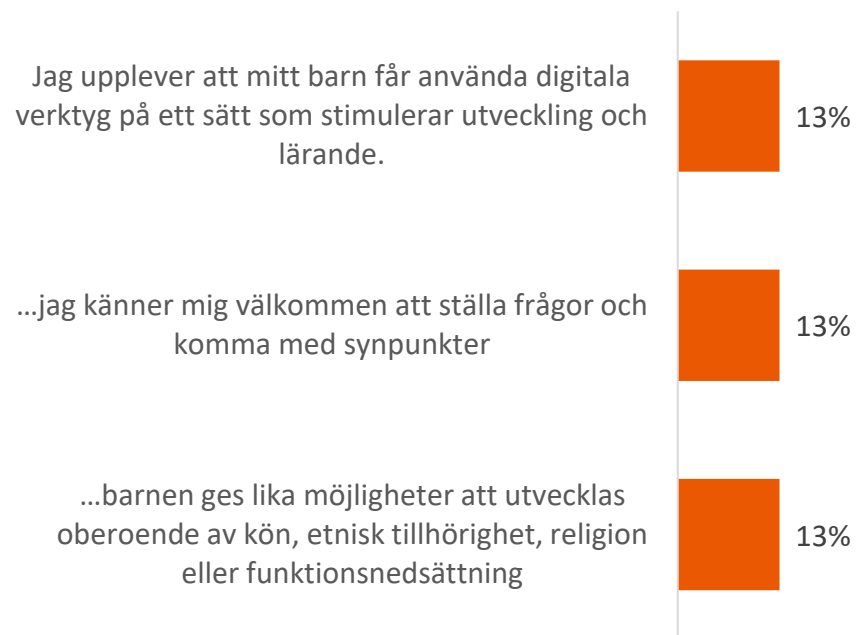 Jag upplever att mitt barn får använda digitala
verktyg på ett sätt som stimulerar utveckling och
lärande.
13%
…jag känner mig välkommen att ställa frågor och
komma med synpunkter
13%
…barnen ges lika möjligheter att utvecklas
oberoende av kön, etnisk tillhörighet, religion
eller funktionsnedsättning
13%